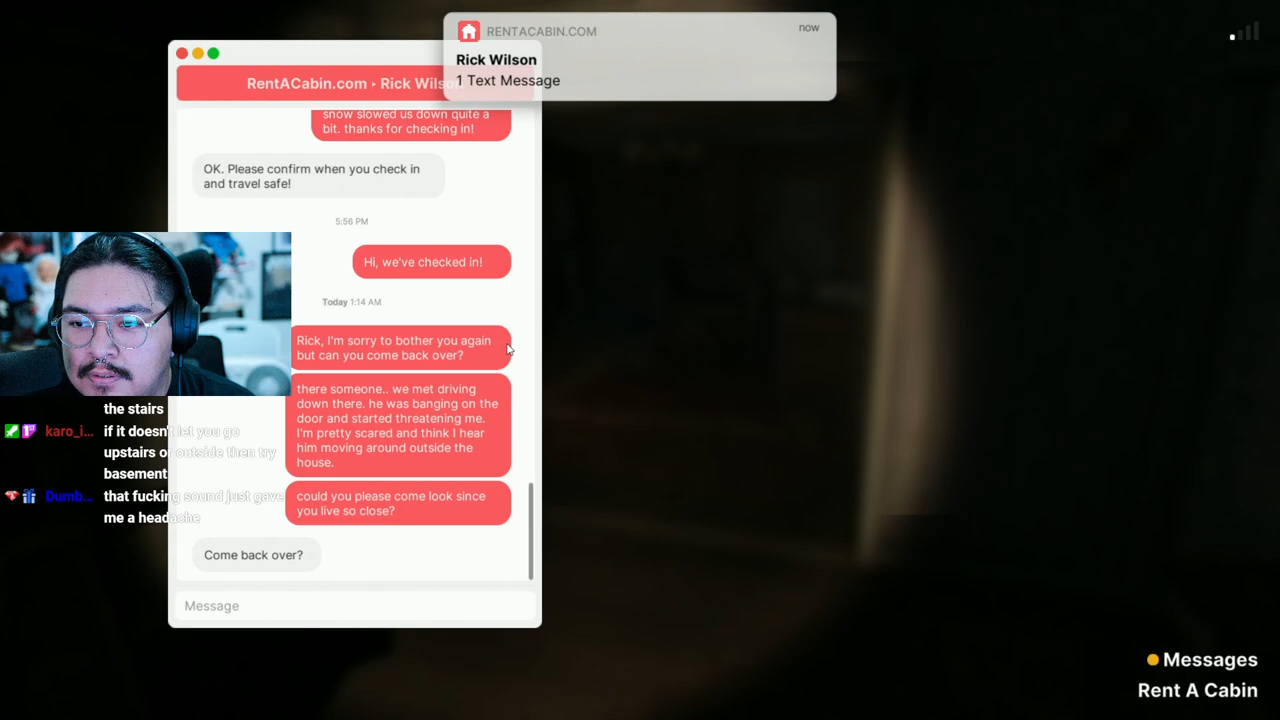 RENTACABIN.COM
now
Rick Wilson
1 Text Message
RentACabin.com ▸ Rick Wilson
snow slowed us down quite a
bit. thanks for checking in!
OK. Please confirm when you check in
and travel safe!
5:56 PM
Hi, we've checked in!
Today 1:14 AM
Rick, I'm sorry to bother you again
but can you come back over?
there someone.. we met driving
down there. he was banging on the
door and started threatening me.
I'm pretty scared and think I hear
him moving around outside the
house.
could you please come look since
you live so close?
Come back over?
Message
the stairs
karo_i... if it doesn't let you go
upstairs or outside then try
basement
Dumb... that fucking sound just gave
me a headache
Messages
Rent A Cabin